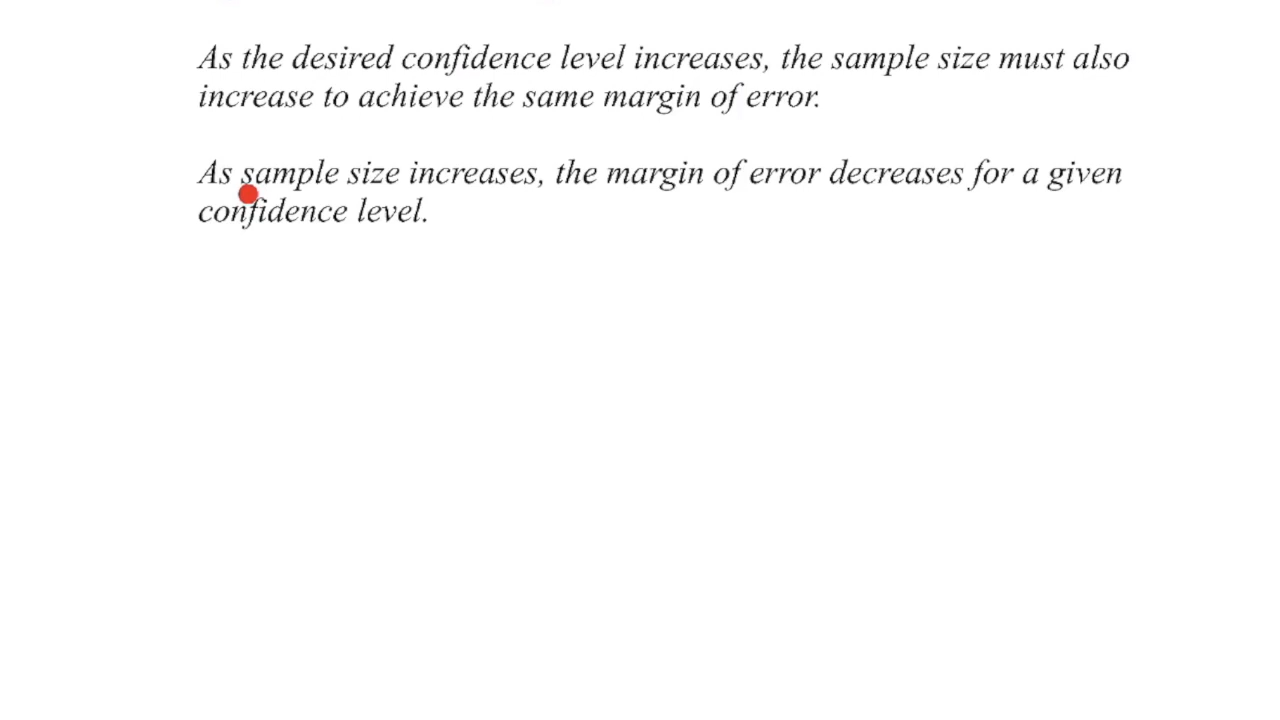 As the desired confidence level increases, the sample size must also
increase to achieve the same margin of error.
As sample size increases, the margin of error decreases for a given
confidence level.